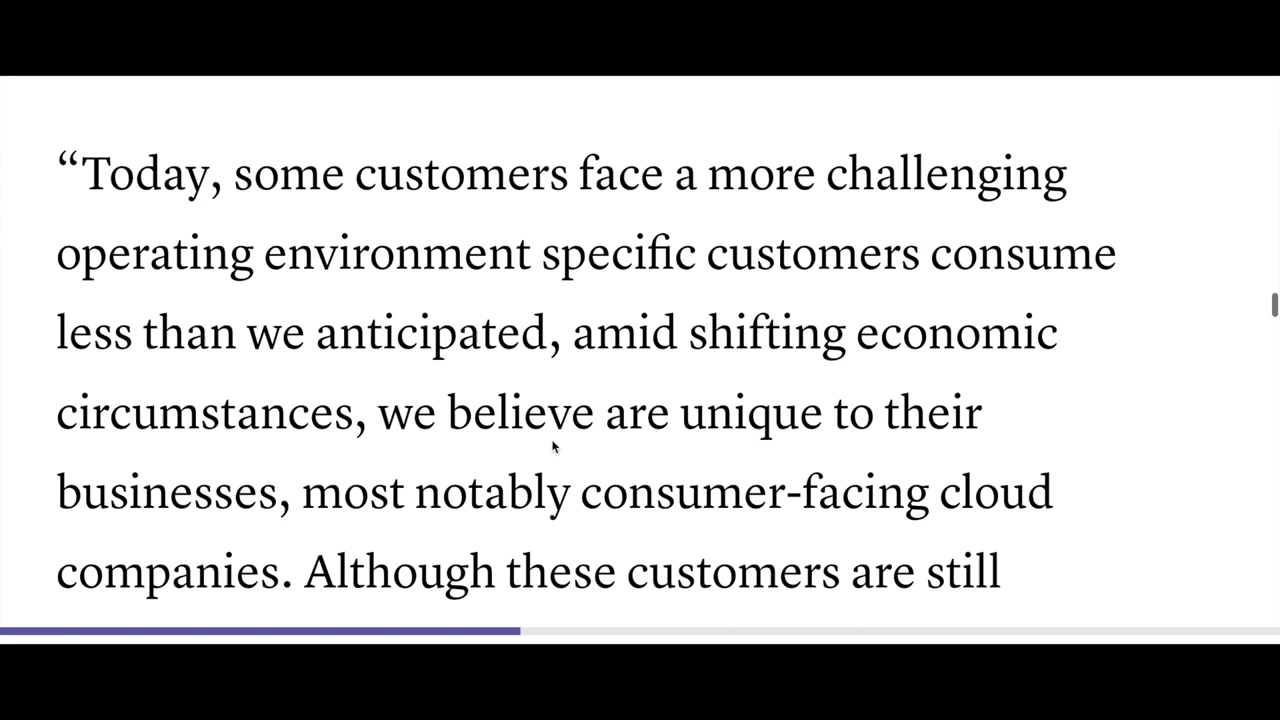 “Today, some customers face a more challenging
operating environment specific customers consume
less than we anticipated, amid shifting economic
circumstances, we believe are unique to their
businesses, most notably consumer-facing cloud
companies. Although these customers are still